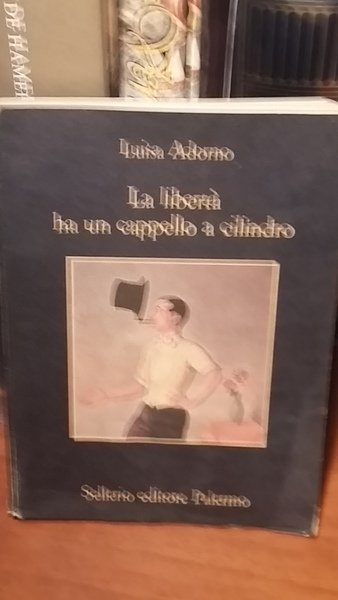 Luisa Adorno
La libertà
ha un cappello a cilindro
Sellerio editore Palermo